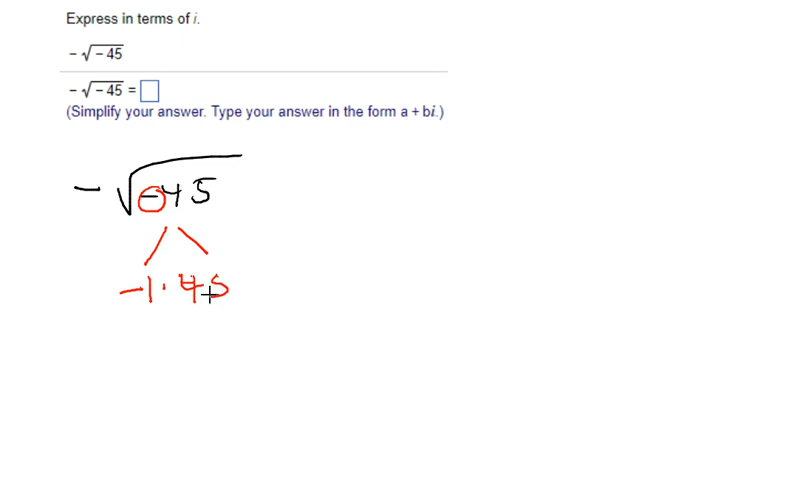 Express in terms of i.
- √-45
- √-45 =
(Simplify your answer. Type your answer in the form a + bi.)
- √-45
-1·45